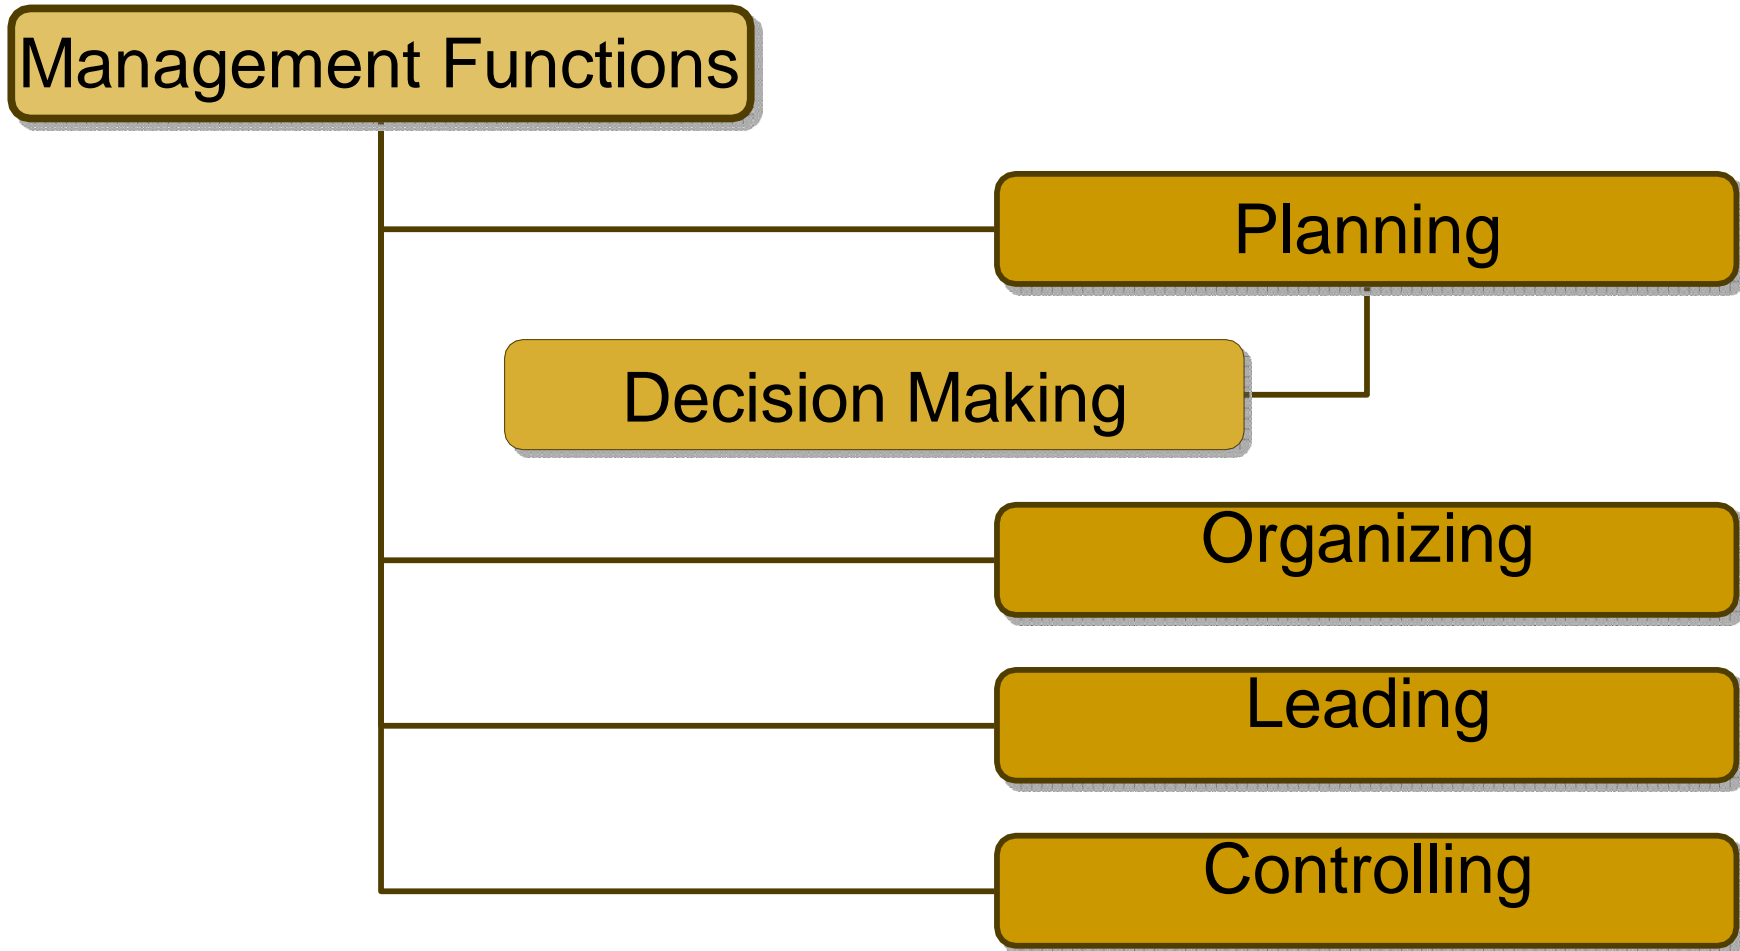 Management Functions
Planning
Decision Making
Organizing
Leading
Controlling